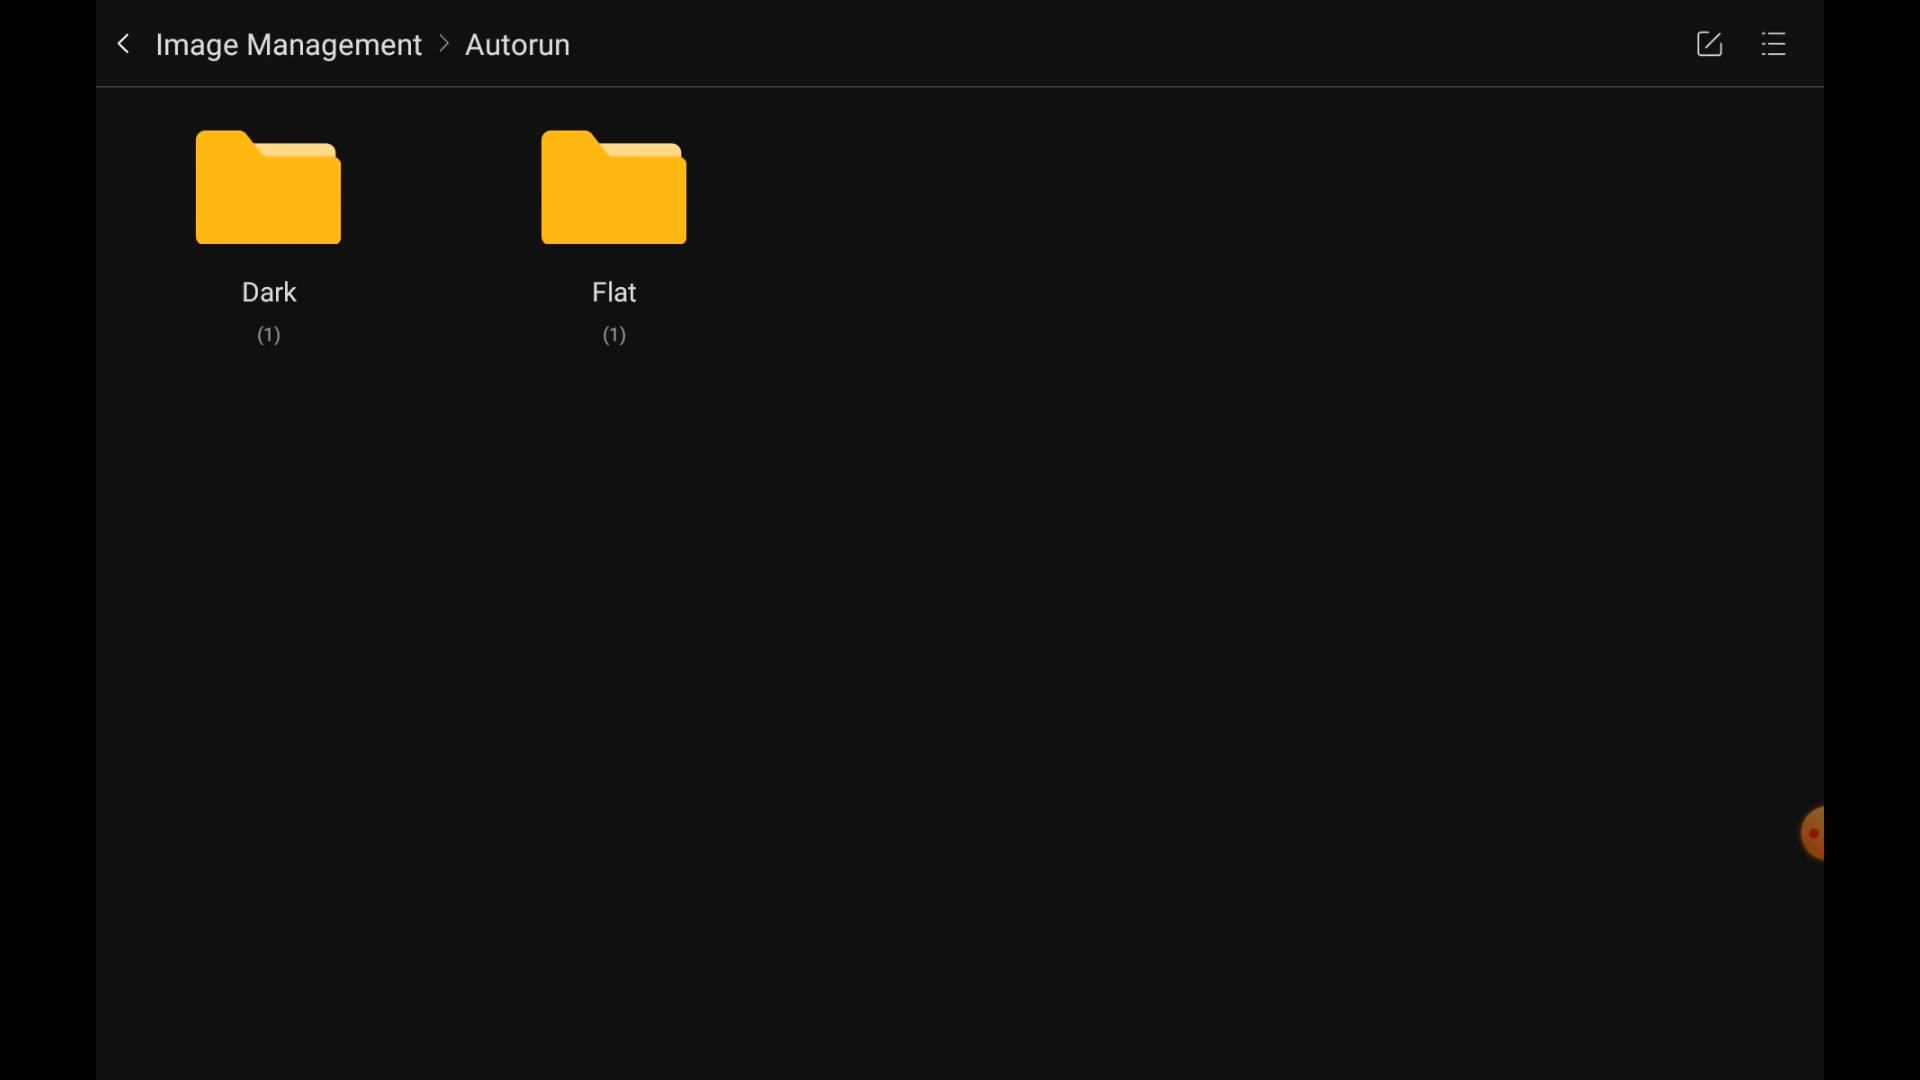 Image Management > Autorun
Dark
Flat
(1)
(1)